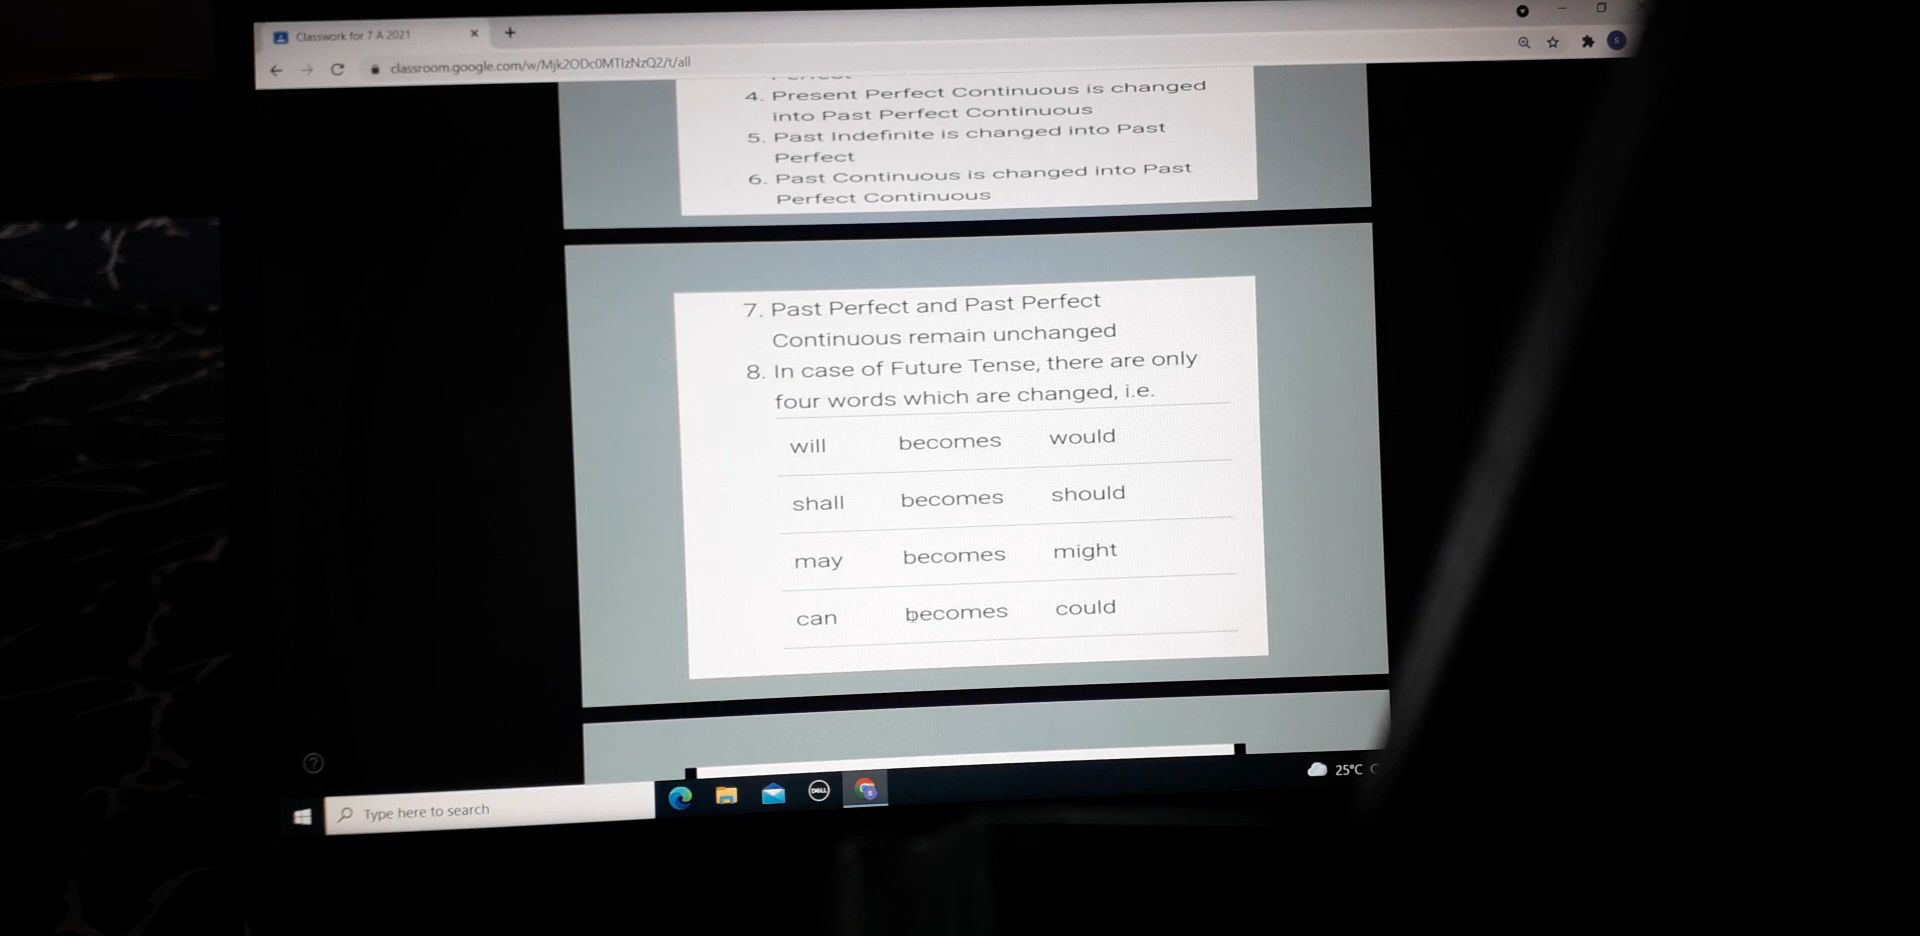 Classwork for 7 A 2021
classroom.google.com/w/Mjk2ODc0MTIzNzQ2/t/all
S
4. Present Perfect Continuous is changed
into Past Perfect Continuous
5. Past Indefinite is changed into Past
Perfect
6. Past Continuous is changed into Past
Perfect Continuous
7. Past Perfect and Past Perfect
Continuous remain unchanged
8. In case of Future Tense, there are only
four words which are changed, i.e.
will becomes would
shall becomes should
may becomes might
can becomes could
Type here to search
DELL
25°C